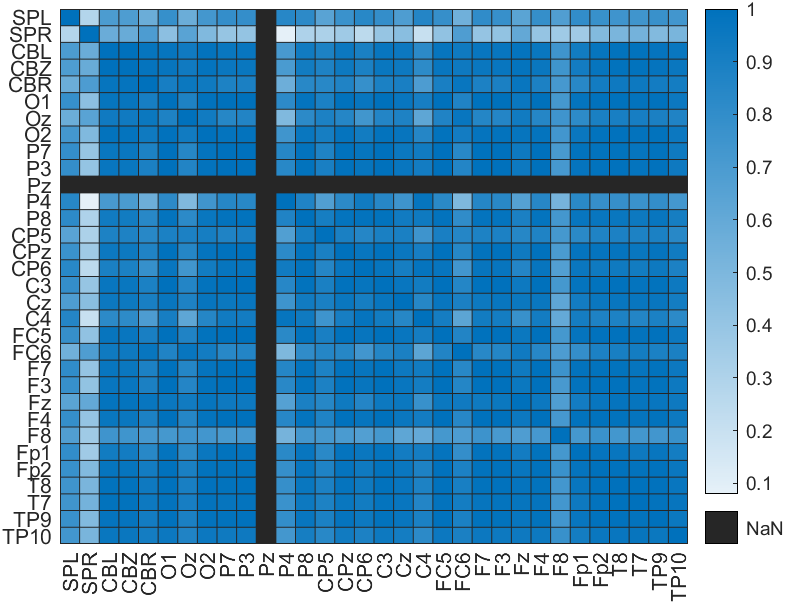 SPL
SPR
CBL
CBZ
CBR
O1
Oz
O2
P7
P3
Pz
P4
P8
CP5
CPz
CP6
C3
Cz
C4
FC5
FC6
F7
F3
Fz
F4
F8
Fp1
Fp2
T8
T7
TP9
TP10
SPL SPR CBL CBZ CBR O1 Oz O2 P7 P3 Pz P4 P8 CP5 CPz CP6 C3 Cz C4 FC5 FC6 F7 F3 Fz F4 F8 Fp1 Fp2 T8 T7 TP9 TP10
1
0.9
0.8
0.7
0.6
0.5
0.4
0.3
0.2
0.1
NaN